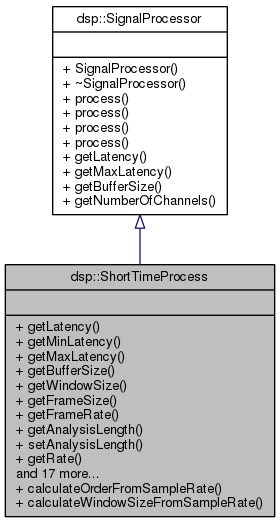 dsp::SignalProcessor
+ SignalProcessor()
+ ~SignalProcessor()
+ process()
+ process()
+ process()
+ process()
+ getLatency()
+ getMaxLatency()
+ getBufferSize()
+ getNumberOfChannels()
dsp::ShortTimeProcess
+ getLatency()
+ getMinLatency()
+ getMaxLatency()
+ getBufferSize()
+ getWindowSize()
+ getFrameSize()
+ getFrameRate()
+ getAnalysisLength()
+ setAnalysisLength()
+ getRate()
and 17 more...
+ calculateOrderFromSampleRate()
+ calculateWindowSizeFromSampleRate()